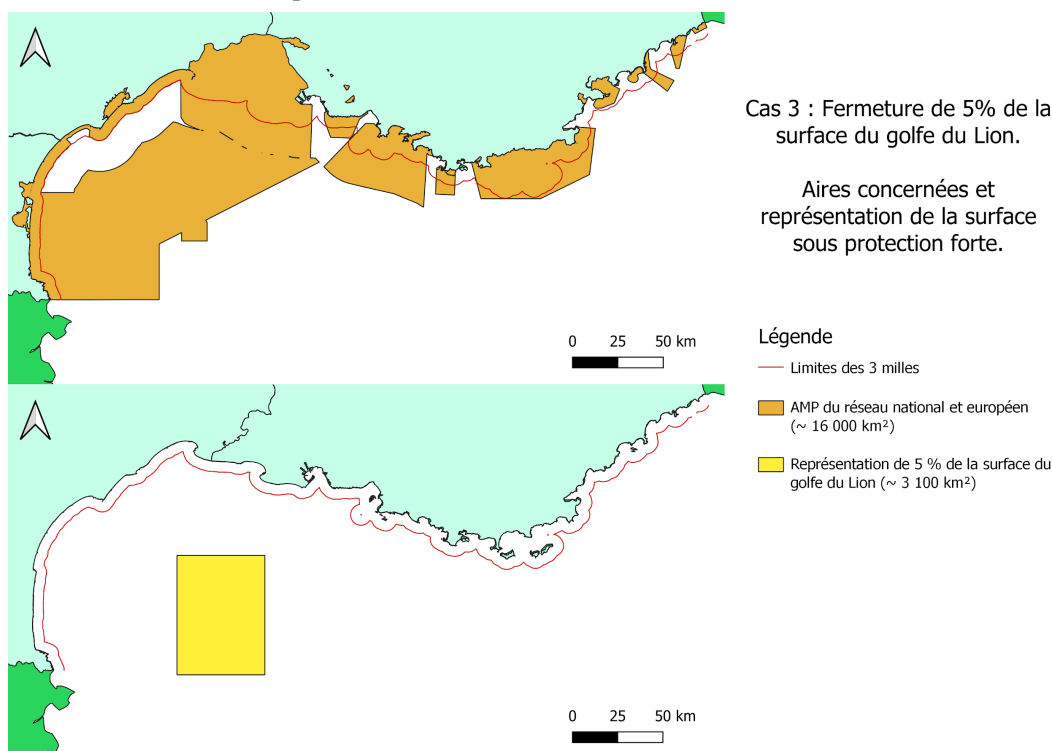 Cas 3 : Fermeture de 5% de la
surface du golfe du Lion.
Aires concernées et
représentation de la surface
sous protection forte.
0 25 50 km
Légende
Limites des 3 milles
AMP du réseau national et européen
(~ 16 000 km²)
Représentation de 5 % de la surface du
golfe du Lion (~ 3 100 km²)
0 25 50 km